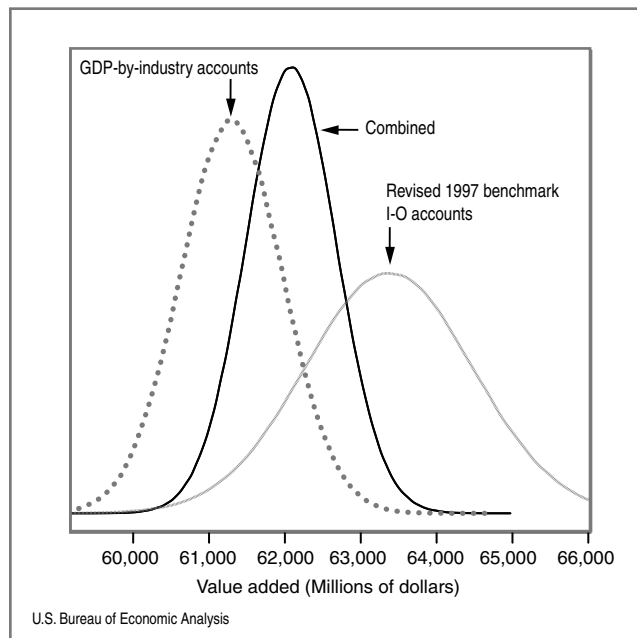 GDP-by-industry accounts
Combined
Revised 1997 benchmark
I-O accounts
60,000 61,000 62,000 63,000 64,000 65,000 66,000
Value added (Millions of dollars)
U.S. Bureau of Economic Analysis